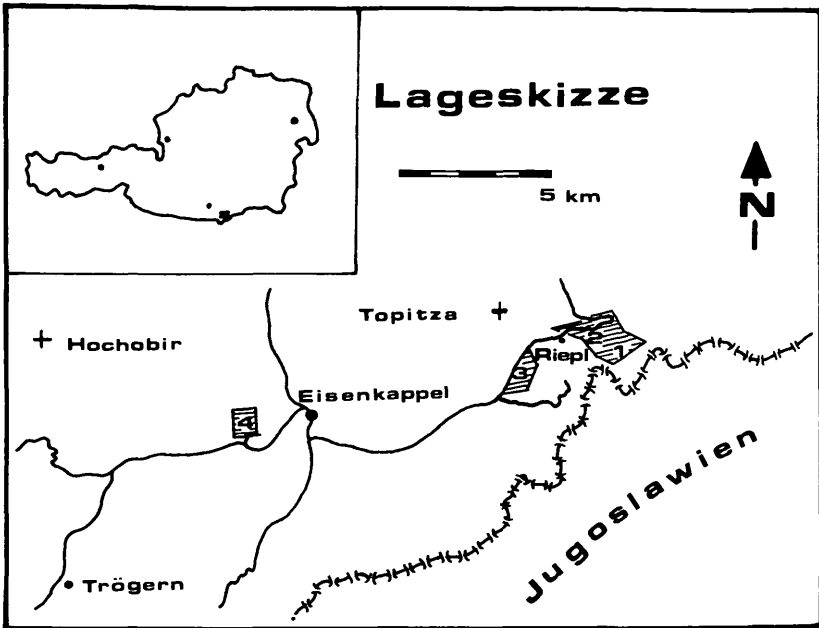 Lageskizze
5 km
N
Topitza
Hochobir
2
Riepl
1
3
Eisenkappel
4
Jugoslawien
Trögern